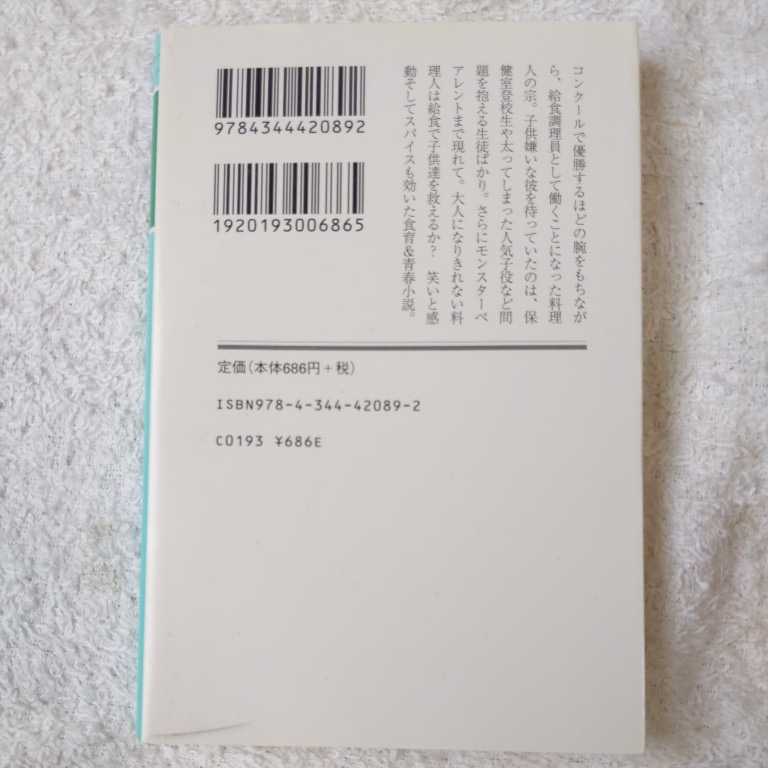 9784344420892
1920193006865
コンクールで優勝するほどの腕をもちなが
ら、給食調理員として働くことになった料理
人の宗。子供嫌いな彼を待っていたのは、保
健室登校生や太ってしまった人気子役など問
題を抱える生徒ばかり。さらにモンスターペ
アレントまで現れて。大人になりきれない料
理人は給食で子供達を救えるか？　笑いと感
動そしてスパイスも効いた食育&青春小説。
定価（本体686円+税）
ISBN978-4-344-42089-2
C0193 ¥686E